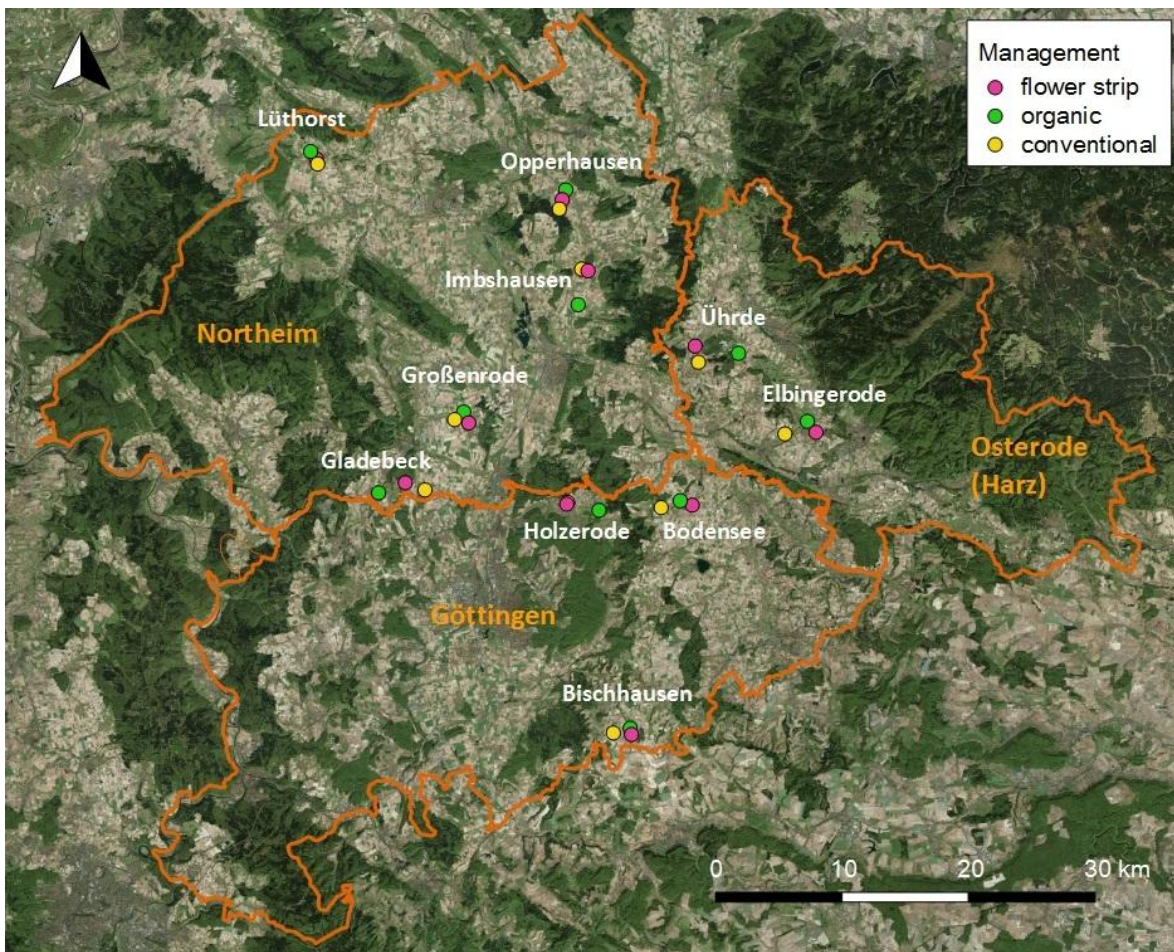 Management
flower strip
organic
conventional
Lüthorst
Opperhausen
Imbshausen
Northeim
Ührde
Großenrode
Elbingerode
Gladebeck
Osterode
(Harz)
Holzerode
Bodensee
Göttingen
Bischhausen
0 10 20 30 km